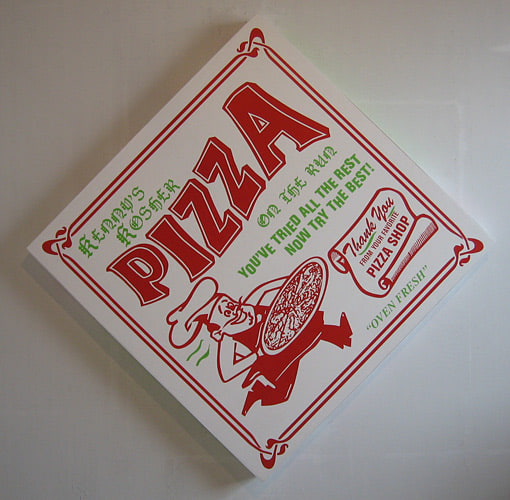 KENNY'S
KOSHER
PIZZA
ON THE RUN
YOU'VE TRIED ALL THE REST
NOW TRY THE BEST!
Thank You
FROM YOUR FAVORITE
PIZZA SHOP
"OVEN FRESH"